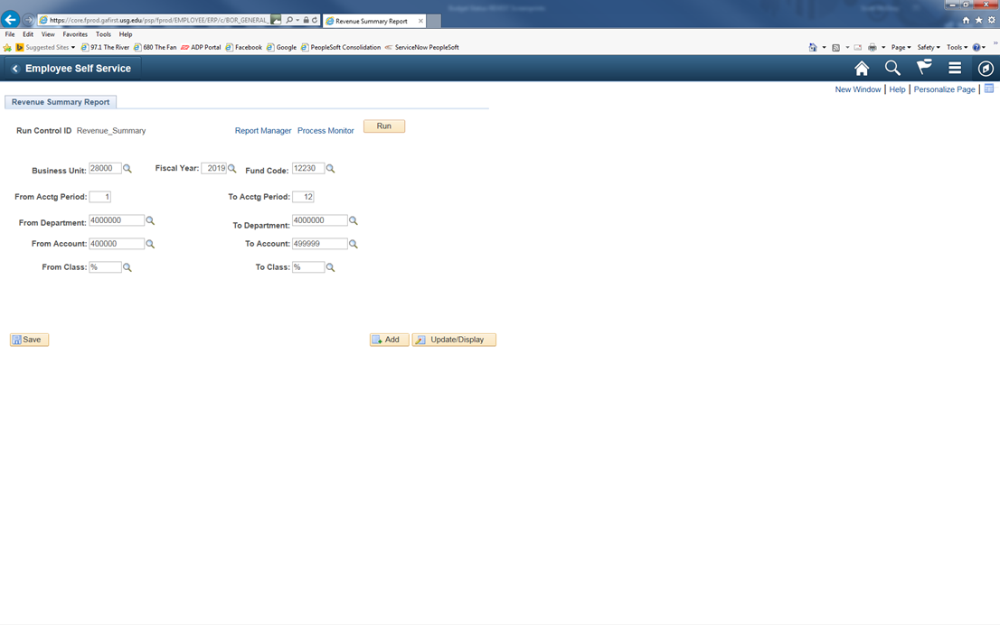 https://core.fprod.gafirst.usg.edu/psp/fprod/EMPLOYEE/ERP/c/BOR_GENERAL_
Revenue Summary Report
File Edit View Favorites Tools Help
Suggested Sites 97.1 The River 680 The Fan ADP Portal Facebook Google PeopleSoft Consolidation ServiceNow PeopleSoft Page Safety Tools
Employee Self Service
New Window | Help | Personalize Page |
Revenue Summary Report
Run Control ID Revenue_Summary Report Manager Process Monitor Run
Business Unit: 28000 Fiscal Year: 2019 Fund Code: 12230
From Acctg Period: 1 To Acctg Period: 12
From Department: 4000000 To Department: 4000000
From Account: 400000 To Account: 499999
From Class: % To Class: %
Save Add Update/Display